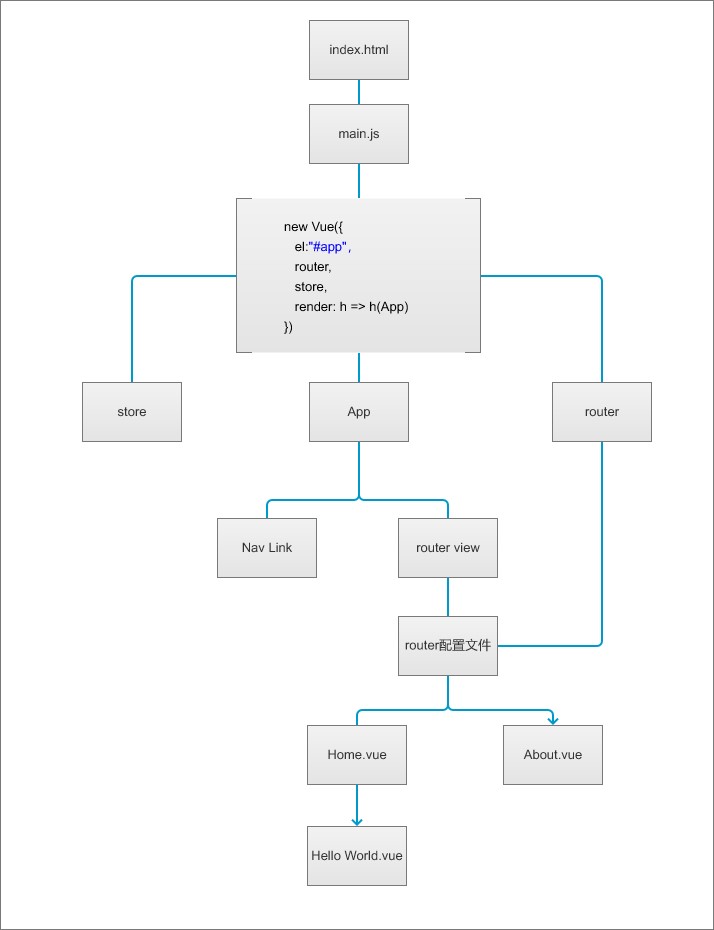 index.html
main.js
new Vue({
el:"#app",
router,
store,
render: h => h(App)
})
store
App
router
Nav Link
router view
router配置文件
Home.vue
About.vue
Hello World.vue